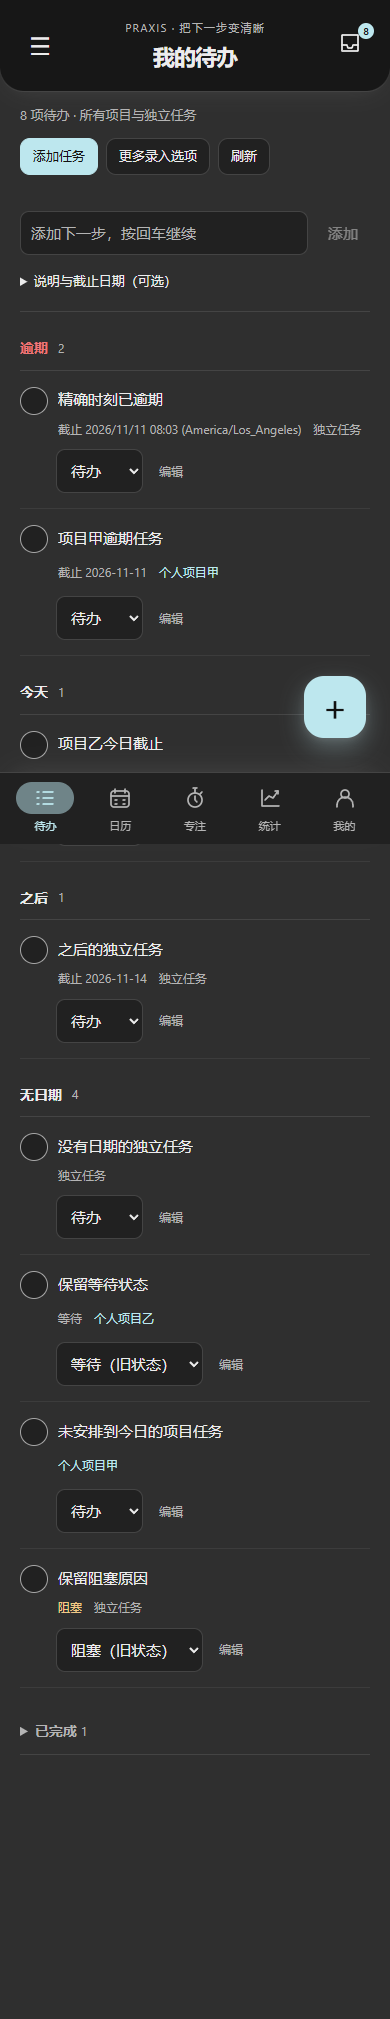 PRAXIS · 把下一步变清晰
我的待办
8
8 项待办 · 所有项目与独立任务
添加任务 更多录入选项 刷新
添加下一步，按回车继续 添加
说明与截止日期（可选）
逾期 2
精确时刻已逾期
截止 2026/11/11 08:03 (America/Los_Angeles) 独立任务
待办 编辑
项目甲逾期任务
截止 2026-11-11 个人项目甲
待办 编辑
今天 1
项目乙今日截止
待办 日历 专注 统计 我的
之后 1
之后的独立任务
截止 2026-11-14 独立任务
待办 编辑
无日期 4
没有日期的独立任务
独立任务
待办 编辑
保留等待状态
等待 个人项目乙
等待（旧状态） 编辑
未安排到今日的项目任务
个人项目甲
待办 编辑
保留阻塞原因
阻塞 独立任务
阻塞（旧状态） 编辑
已完成 1